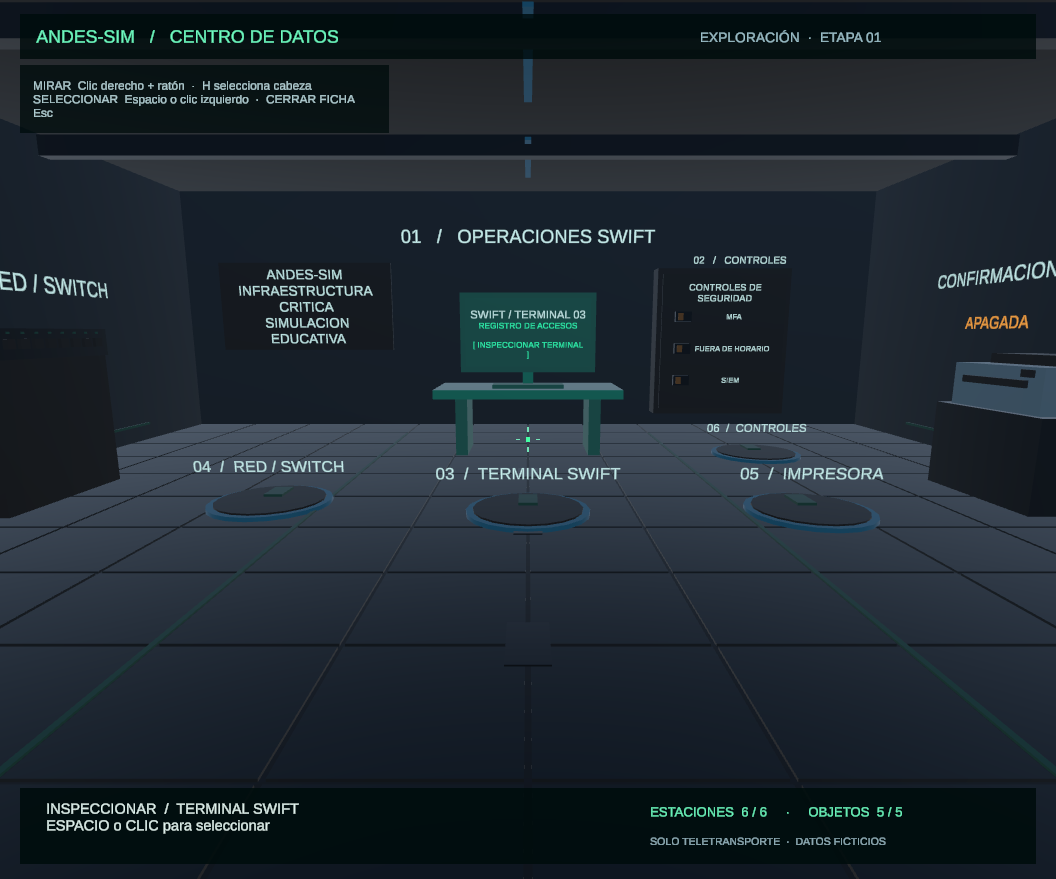 ANDES-SIM / CENTRO DE DATOS
EXPLORACIÓN · ETAPA 01
MIRAR Clic derecho + ratón · H selecciona cabeza
SELECCIONAR Espacio o clic izquierdo · CERRAR FICHA
Esc
01 / OPERACIONES SWIFT
02 / CONTROLES
ED / SWITCH
CONFIRMACION
APAGADA
ANDES-SIM
INFRAESTRUCTURA
CRITICA
SIMULACION
EDUCATIVA
SWIFT / TERMINAL 03
REGISTRO DE ACCESOS
[ INSPECCIONAR TERMINAL
]
CONTROLES DE
SEGURIDAD
MFA
FUERA DE HORARIO
SIEM
06 / CONTROLES
04 / RED / SWITCH
03 / TERMINAL SWIFT
05 / IMPRESORA
INSPECCIONAR / TERMINAL SWIFT
ESPACIO o CLIC para seleccionar
ESTACIONES 6 / 6 · OBJETOS 5 / 5
SOLO TELETRANSPORTE · DATOS FICTICIOS